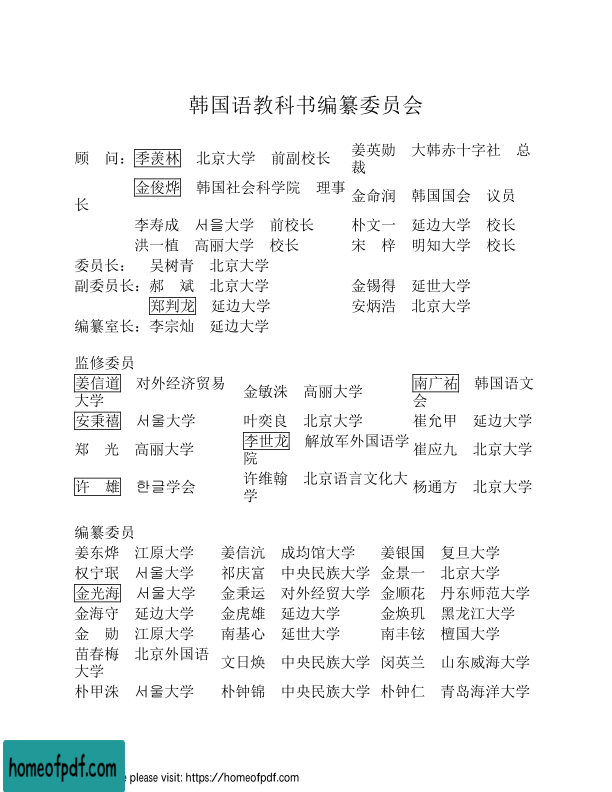 韩国语教科书编纂委员会
顾　问：季羡林　北京大学　前副校长　姜英勋　大韩赤十字社　总
裁
金俊烨　韩国社会科学院　理事
长　金命润　韩国国会　议员
李寿成　서울大学　前校长　朴文一　延边大学　校长
洪一植　高丽大学　校长　宋　梓　明知大学　校长
委员长：　吴树青　北京大学
副委员长：郝　斌　北京大学　金锡得　延世大学
郑判龙　延边大学　安炳浩　北京大学
编纂室长：李宗灿　延边大学
监修委员
姜信道　对外经济贸易
大学　金敏洙　高丽大学　南广祐　韩国语文
会
安秉禧　서울大学　叶奕良　北京大学　崔允甲　延边大学
郑　光　高丽大学　李世龙　解放军外国语学
院　崔应九　北京大学
许　雄　한글学会　许维翰　北京语言文化大
学　杨通方　北京大学
编纂委员
姜东烨　江原大学　姜信沆　成均馆大学　姜银国　复旦大学
权宁珉　서울大学　祁庆富　中央民族大学　金景一　北京大学
金光海　서울大学　金秉运　对外经贸大学　金顺花　丹东师范大学
金海守　延边大学　金虎雄　延边大学　金焕玑　黑龙江大学
金　勋　江原大学　南基心　延世大学　南丰铉　檀国大学
苗春梅　北京外国语
大学　文日焕　中央民族大学　闵英兰　山东威海大学
朴甲洙　서울大学　朴钟锦　中央民族大学　朴钟仁　青岛海洋大学
homeofpdf.com
e please visit: https://homeofpdf.com